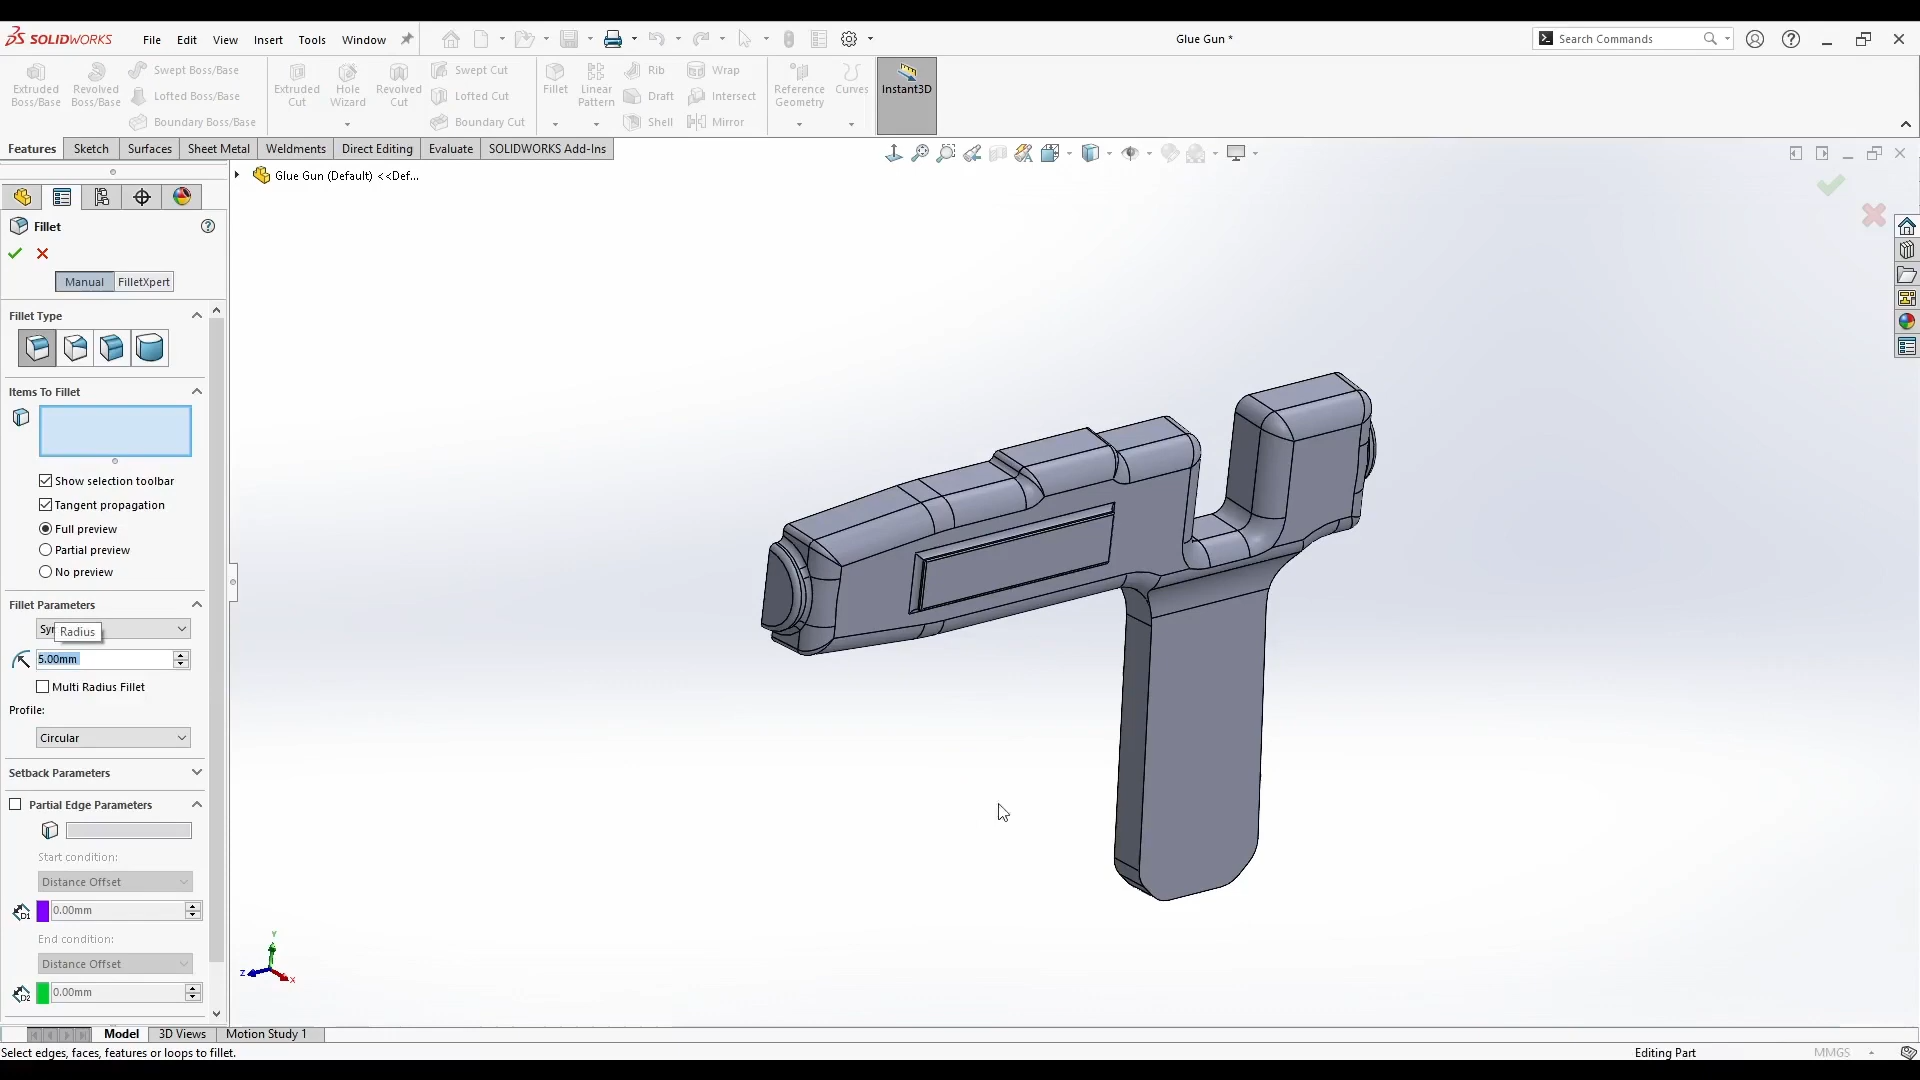 SOLIDWORKS File Edit View Insert Tools Window Glue Gun * Search Commands
Extruded Boss/Base
Revolved Boss/Base
Swept Boss/Base
Lofted Boss/Base
Boundary Boss/Base
Extruded Cut
Hole Wizard
Revolved Cut
Swept Cut
Lofted Cut
Boundary Cut
Fillet
Linear Pattern
Rib
Draft
Shell
Wrap
Intersect
Mirror
Reference Geometry
Curves
Instant3D
Features Sketch Surfaces Sheet Metal Weldments Direct Editing Evaluate SOLIDWORKS Add-Ins
Glue Gun (Default) <<Def...
Fillet
Manual FilletXpert
Fillet Type
Items To Fillet
Show selection toolbar
Tangent propagation
Full preview
Partial preview
No preview
Fillet Parameters
Radius
5.00mm
Multi Radius Fillet
Profile:
Circular
Setback Parameters
Partial Edge Parameters
Start condition:
Distance Offset
D1 0.00mm
End condition:
Distance Offset
D2 0.00mm
Y
Z
X
Model 3D Views Motion Study 1
Select edges, faces, features or loops to fillet. Editing Part MMGS